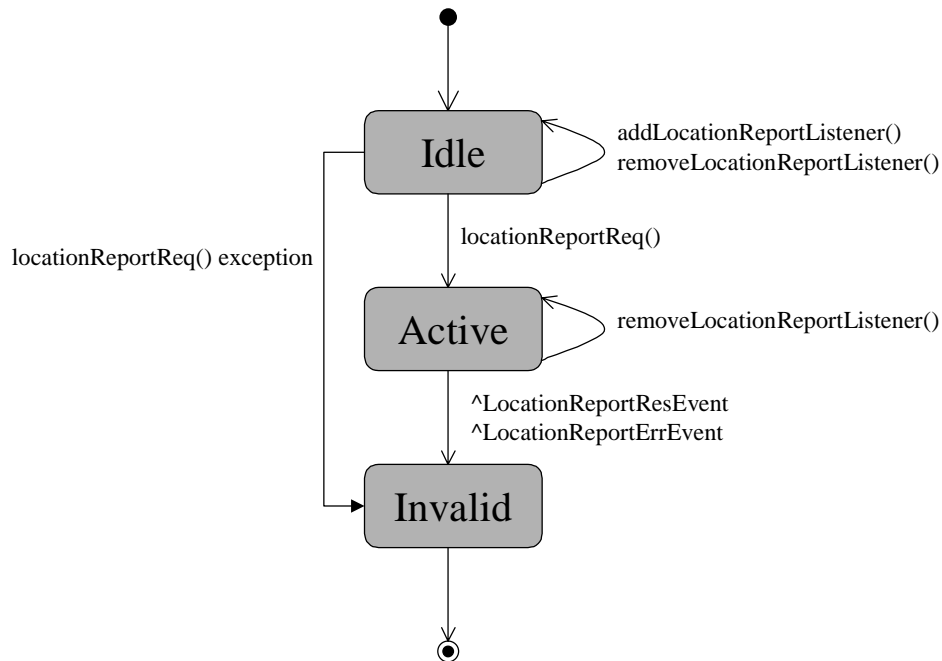 Idle
addLocationReportListener()
removeLocationReportListener()
locationReportReq()
locationReportReq() exception
Active
removeLocationReportListener()
^LocationReportResEvent
^LocationReportErrEvent
Invalid